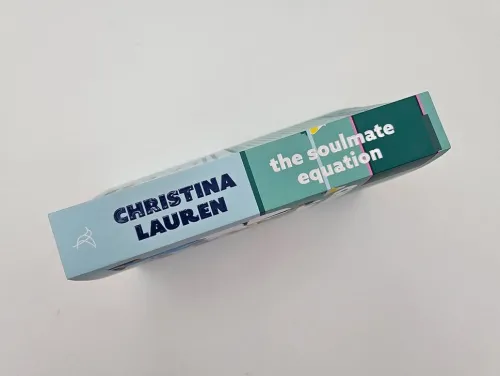 CHRISTINA
LAUREN
the soulmate
equation